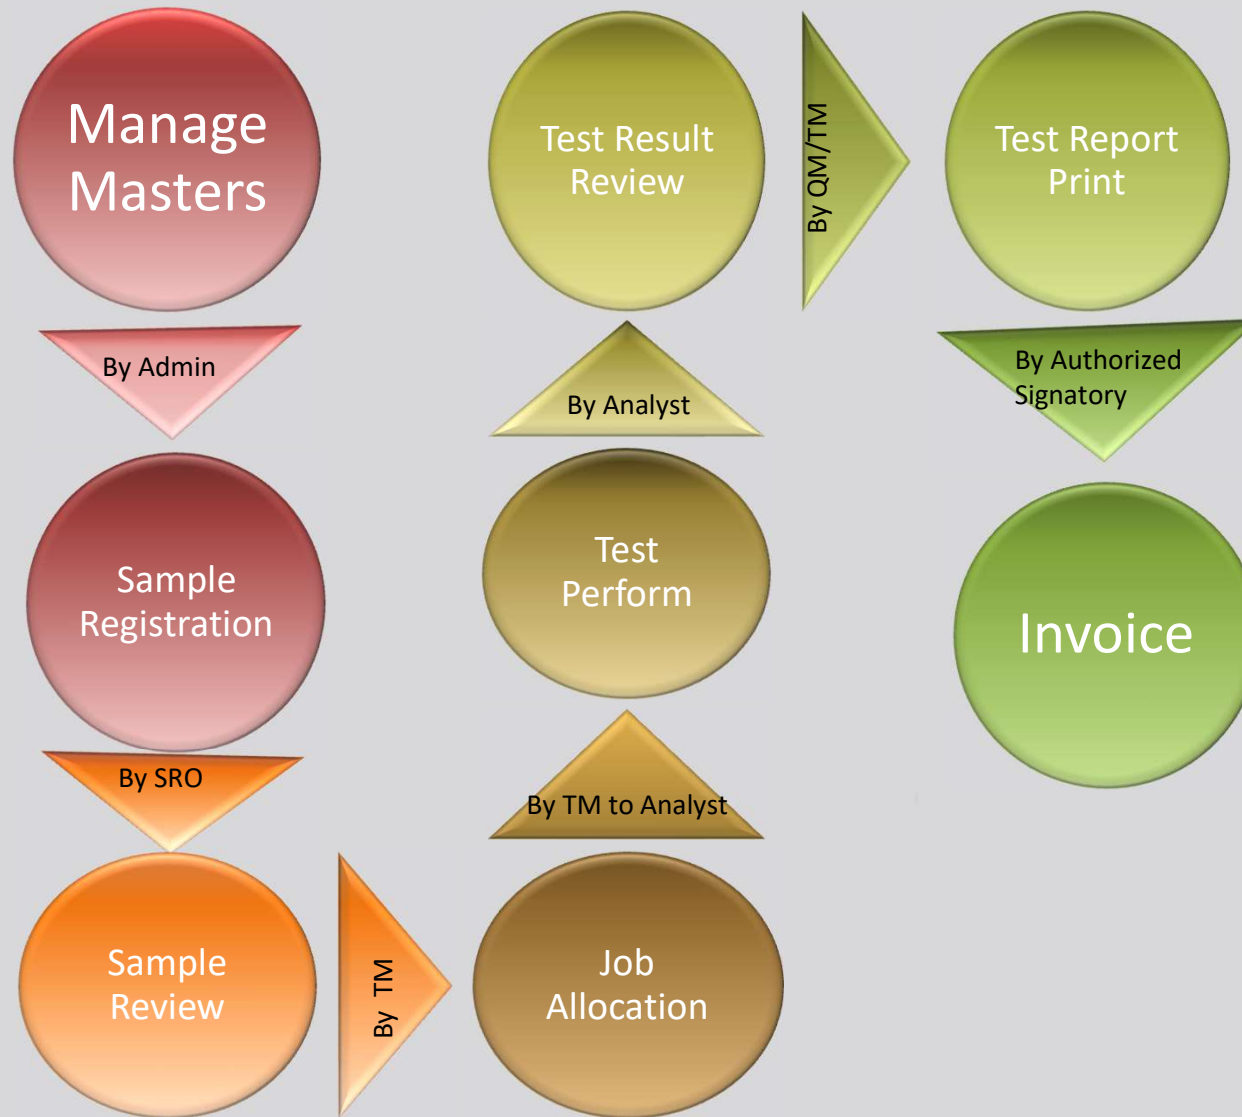 Manage
Masters
By Admin
Sample
Registration
By SRO
Sample
Review
By TM
Job
Allocation
By TM to Analyst
Test
Perform
By Analyst
Test Result
Review
By QM/TM
Test Report
Print
By Authorized
Signatory
Invoice